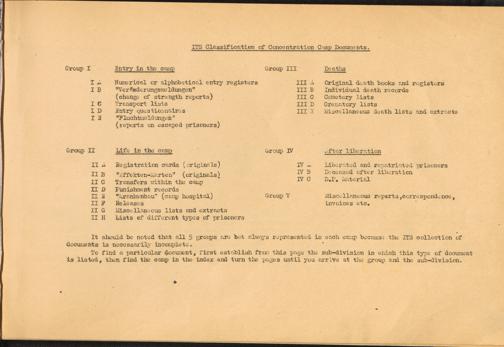 ITS Classification of Concentration Camp Documents.
Group I Entry in the camp
I A Numerical or alphabetical entry registers
I B "Veränderungsmeldungen"
(change of strength reports)
I C Transport lists
I D Entry questionnaires
I E "Fluchtmeldungen"
(reports on escaped prisoners)
Group III Deaths
III A Original death books and registers
III B Individual death records
III C Cemetery lists
III D Crematory lists
III E Miscellaneous death lists and extracts
Group II Life in the camp
II A Registration cards (originals)
II B "Effekten-Karten" (originals)
II C Transfers within the camp
II D Punishment records
II E "Krankenbau" (camp hospital)
II F Releases
II G Miscellaneous lists and extracts
II H Lists of different types of prisoners
Group IV After liberation
IV A Liberated and repatriated prisoners
IV B Deceased after liberation
IV C D.P. Material
Group V Miscellaneous reports, correspondence,
invoices etc.
It should be noted that all 5 groups are not always represented in each camp because the ITS collection of
documents is necessarily incomplete.
To find a particular document, first establish from this page the sub-division in which this type of document
is listed, then find the camp in the index and turn the pages until you arrive at the group and the sub-division.